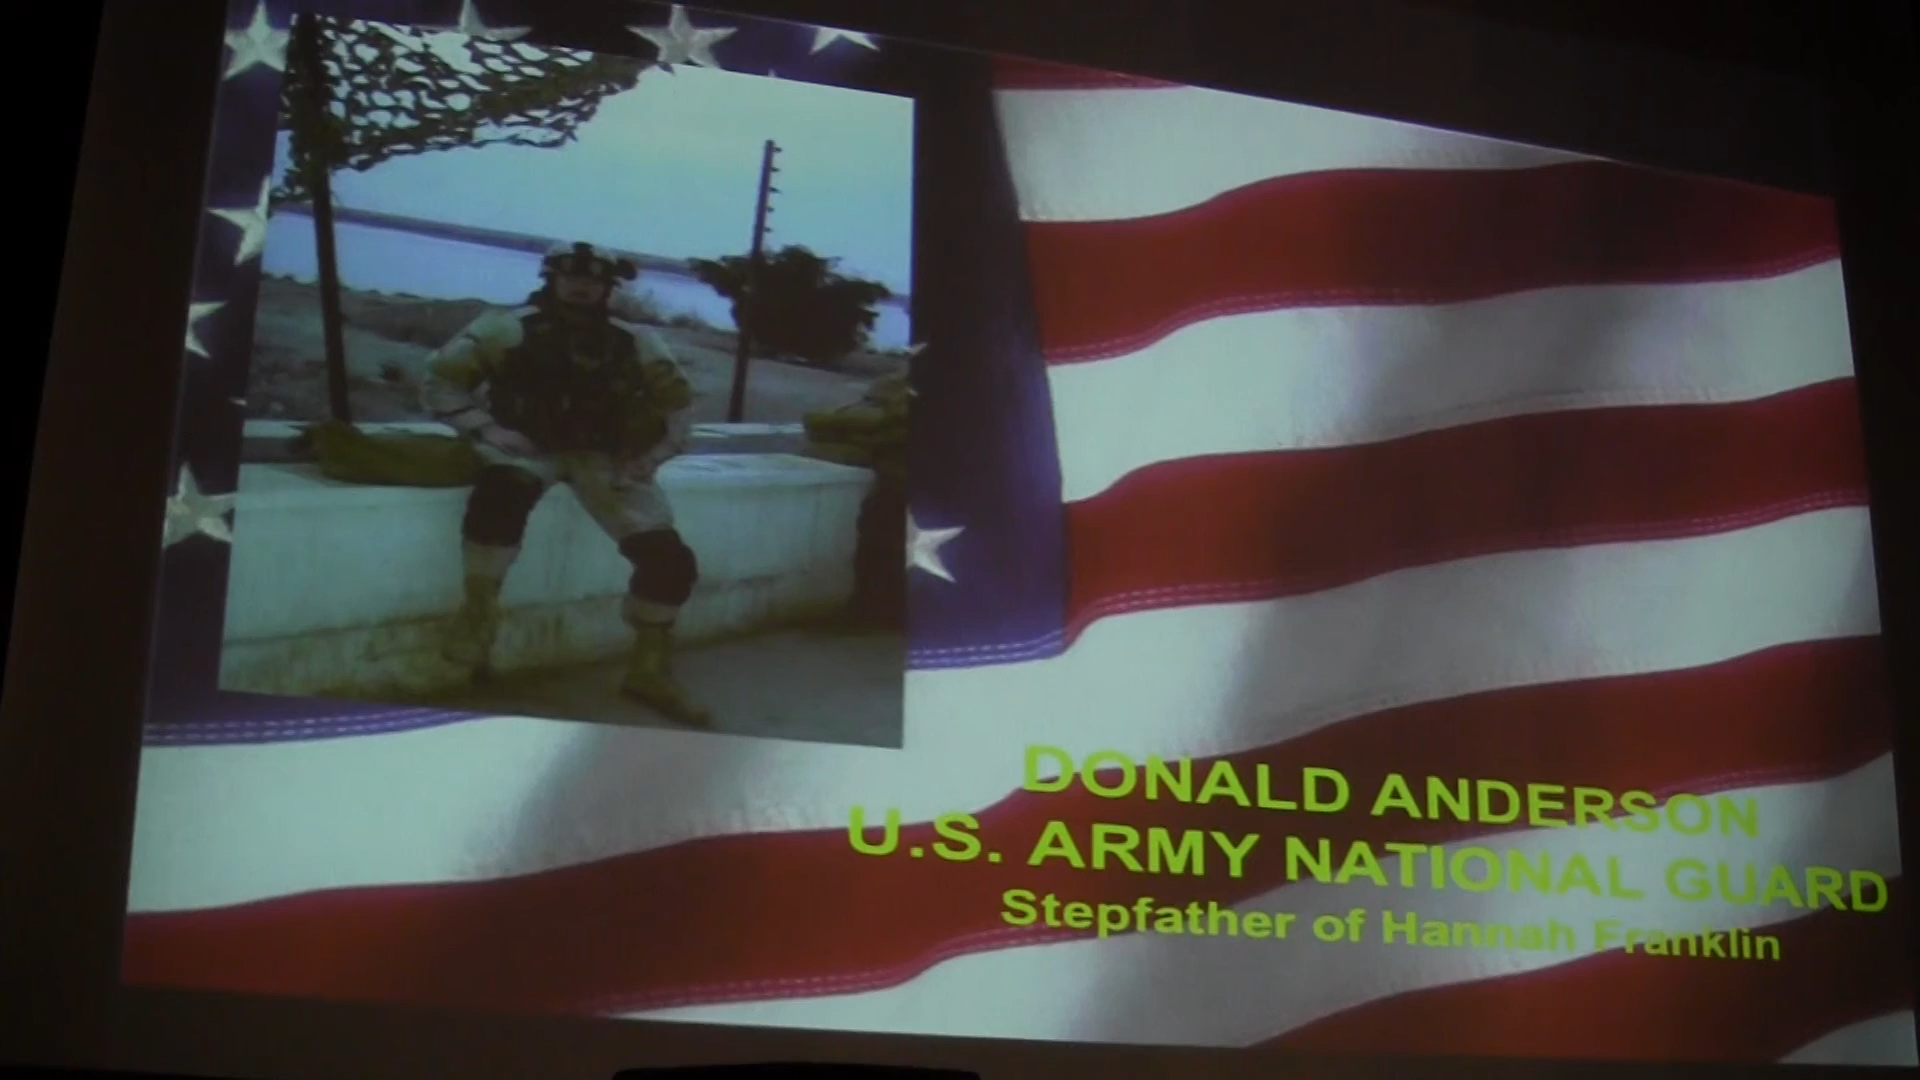 DONALD ANDERSON
U.S. ARMY NATIONAL GUARD
Stepfather of Hannah Franklin